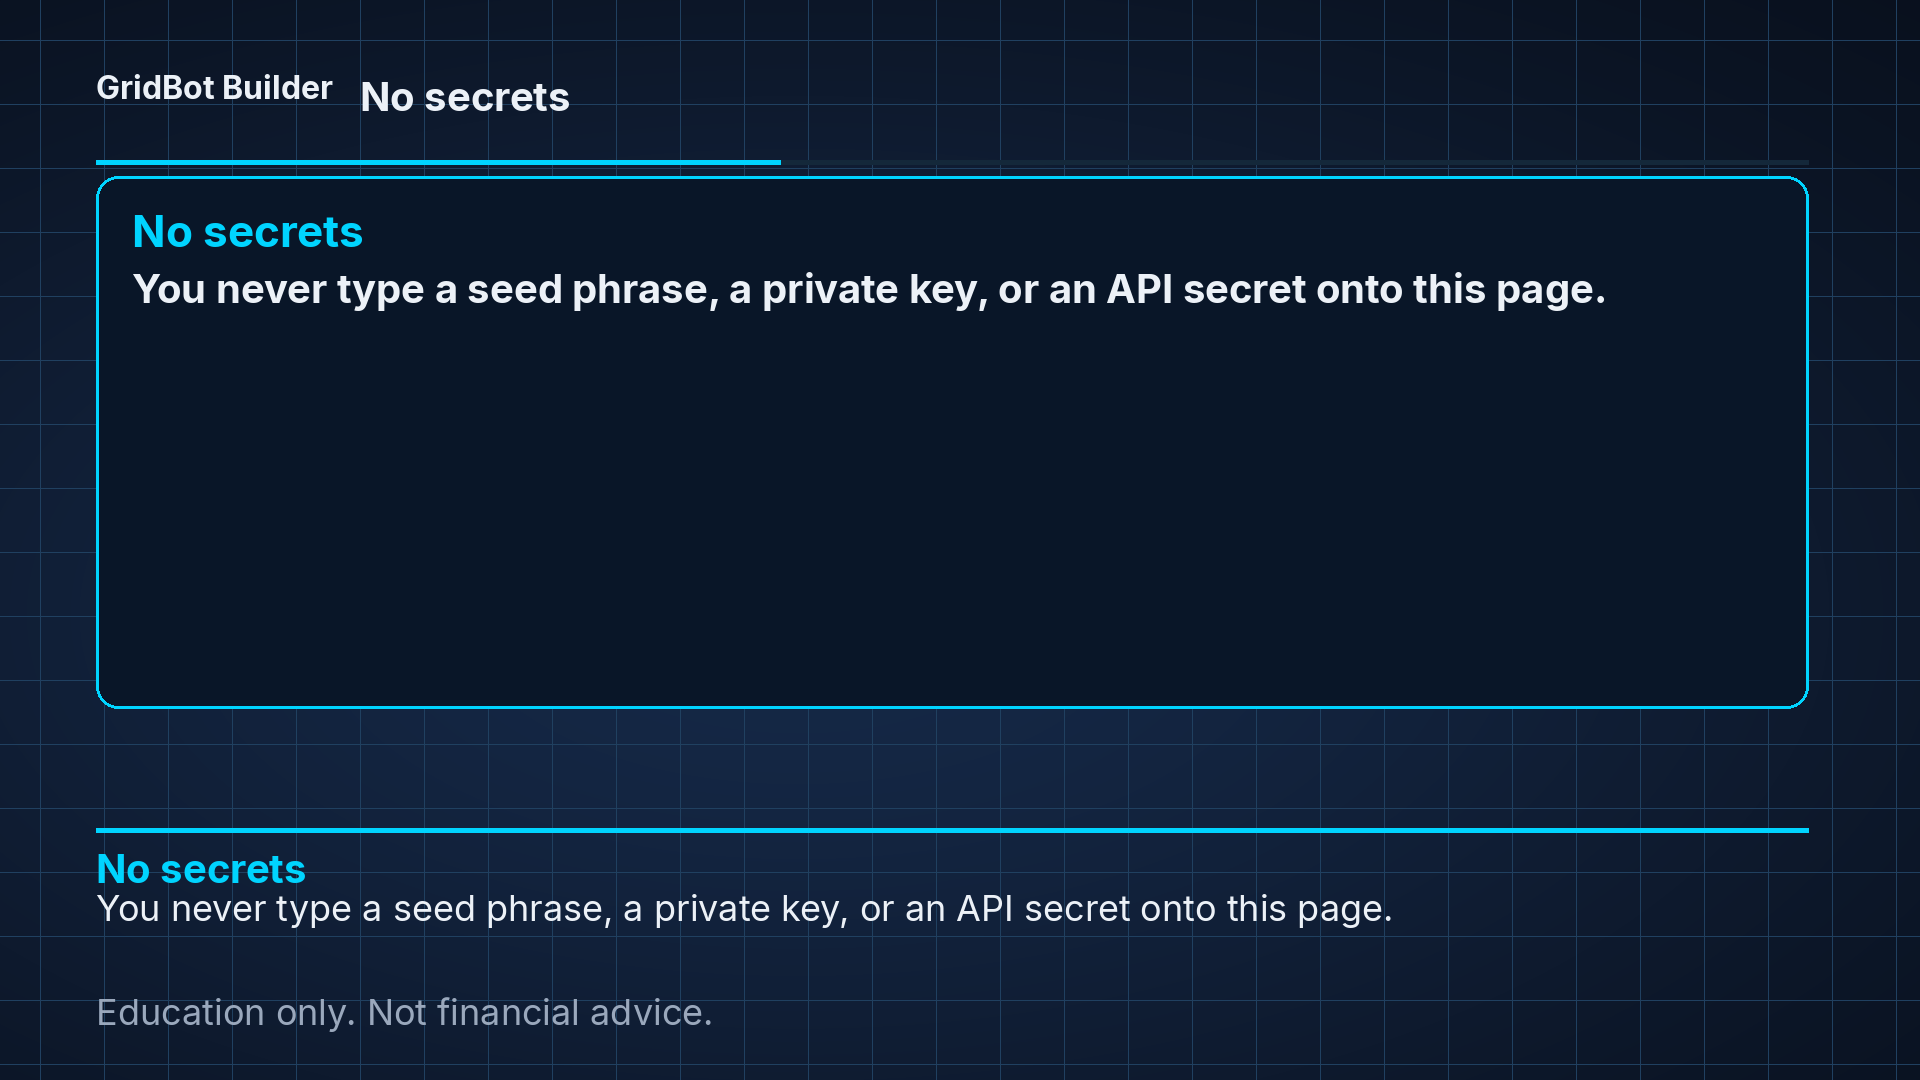 GridBot Builder No secrets
No secrets
You never type a seed phrase, a private key, or an API secret onto this page.
No secrets
You never type a seed phrase, a private key, or an API secret onto this page.
Education only. Not financial advice.